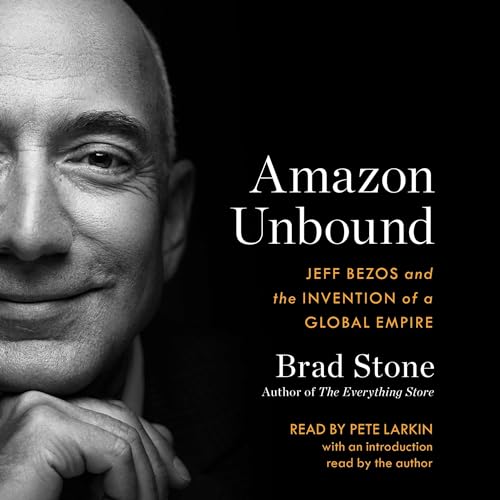 Amazon
Unbound
JEFF BEZOS and
the INVENTION of a
GLOBAL EMPIRE
Brad Stone
Author of The Everything Store
READ BY PETE LARKIN
with an introduction
read by the author